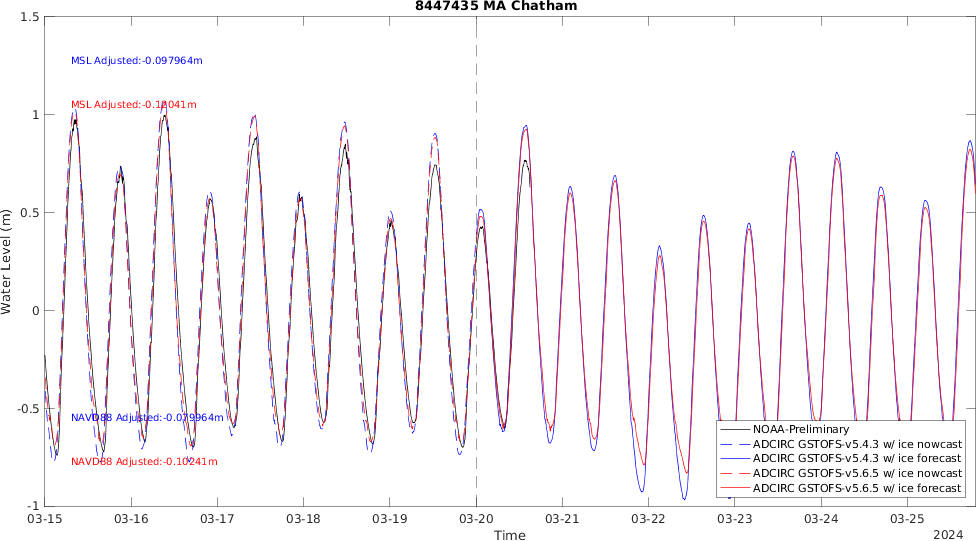 8447435 MA Chatham
1.5
1
0.5
0
-0.5
-1
Water Level (m)
MSL Adjusted:-0.097964m
MSL Adjusted:-0.12041m
NAVD88 Adjusted:-0.079964m
NAVD88 Adjusted:-0.10241m
NOAA-Preliminary
ADCIRC GSTOFS-v5.4.3 w/ ice nowcast
ADCIRC GSTOFS-v5.4.3 w/ ice forecast
ADCIRC GSTOFS-v5.6.5 w/ ice nowcast
ADCIRC GSTOFS-v5.6.5 w/ ice forecast
03-15 03-16 03-17 03-18 03-19 03-20 03-21 03-22 03-23 03-24 03-25
Time
2024